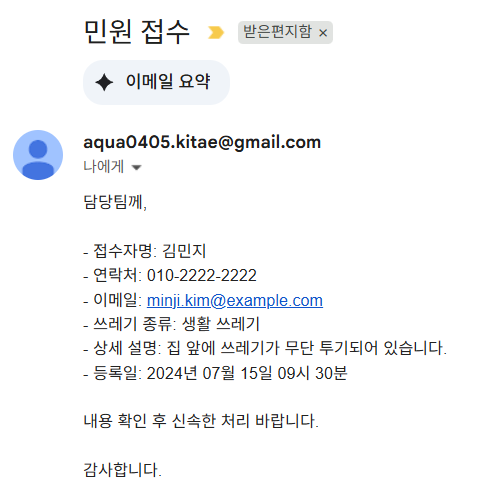 민원 접수
받은편지함 ×
이메일 요약
aqua0405.kitae@gmail.com
나에게
담당팀께,
- 접수자명: 김민지
- 연락처: 010-2222-2222
- 이메일: minji.kim@example.com
- 쓰레기 종류: 생활 쓰레기
- 상세 설명: 집 앞에 쓰레기가 무단 투기되어 있습니다.
- 등록일: 2024년 07월 15일 09시 30분
내용 확인 후 신속한 처리 바랍니다.
감사합니다.